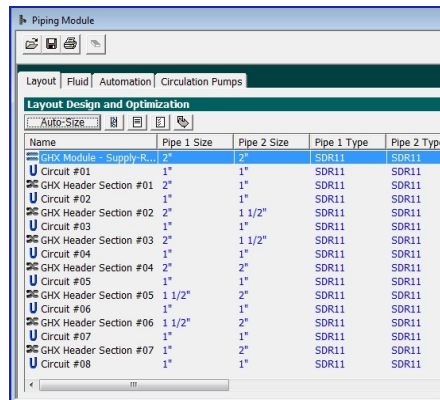 Piping Module
Layout Fluid Automation Circulation Pumps
Layout Design and Optimization
Auto-Size
Name Pipe 1 Size Pipe 2 Size Pipe 1 Type Pipe 2 Type
GHX Module - Supply-R... 2" 2" SDR11 SDR11
Circuit #01 1" 1" SDR11 SDR11
GHX Header Section #01 2" 2" SDR11 SDR11
Circuit #02 1" 1" SDR11 SDR11
GHX Header Section #02 2" 1 1/2" SDR11 SDR11
Circuit #03 1" 1" SDR11 SDR11
GHX Header Section #03 2" 1 1/2" SDR11 SDR11
Circuit #04 1" 1" SDR11 SDR11
GHX Header Section #04 2" 2" SDR11 SDR11
Circuit #05 1" 1" SDR11 SDR11
GHX Header Section #05 1 1/2" 2" SDR11 SDR11
Circuit #06 1" 1" SDR11 SDR11
GHX Header Section #06 1 1/2" 2" SDR11 SDR11
Circuit #07 1" 1" SDR11 SDR11
GHX Header Section #07 1" 2" SDR11 SDR11
Circuit #08 1" 1" SDR11 SDR11